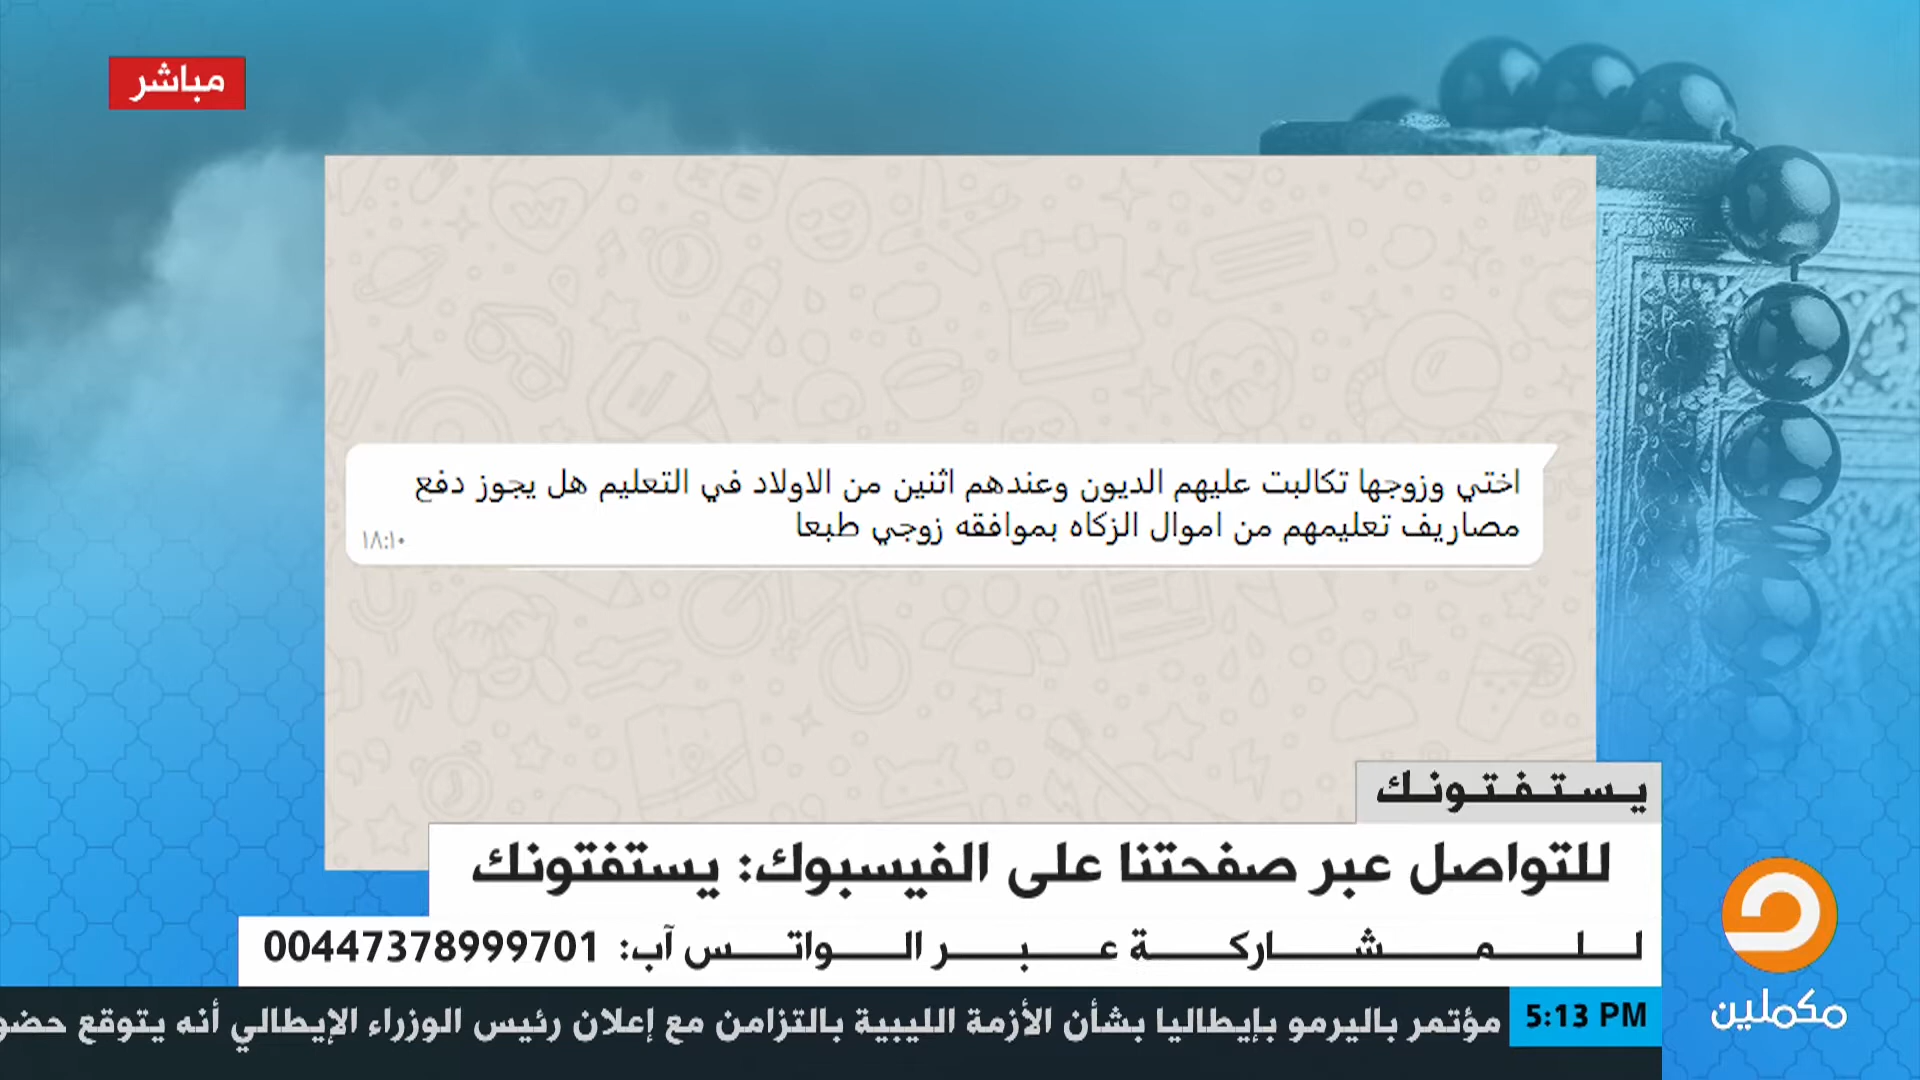 مباشر
اختي وزوجها تكالبت عليهم الديون وعندهم اثنين من الاولاد في التعليم هل يجوز دفع
مصاريف تعليمهم من اموال الزكاه بموافقه زوجي طبعا
١٨:١٠
يستفتونك
للتواصل عبر صفحتنا على الفيسبوك: يستفتونك
للمشاركة عبر الواتس آب: 00447378999701
5:13 PM
مؤتمر باليرمو بإيطاليا بشأن الأزمة الليبية بالتزامن مع إعلان رئيس الوزراء الإيطالي أنه يتوقع
مكملين